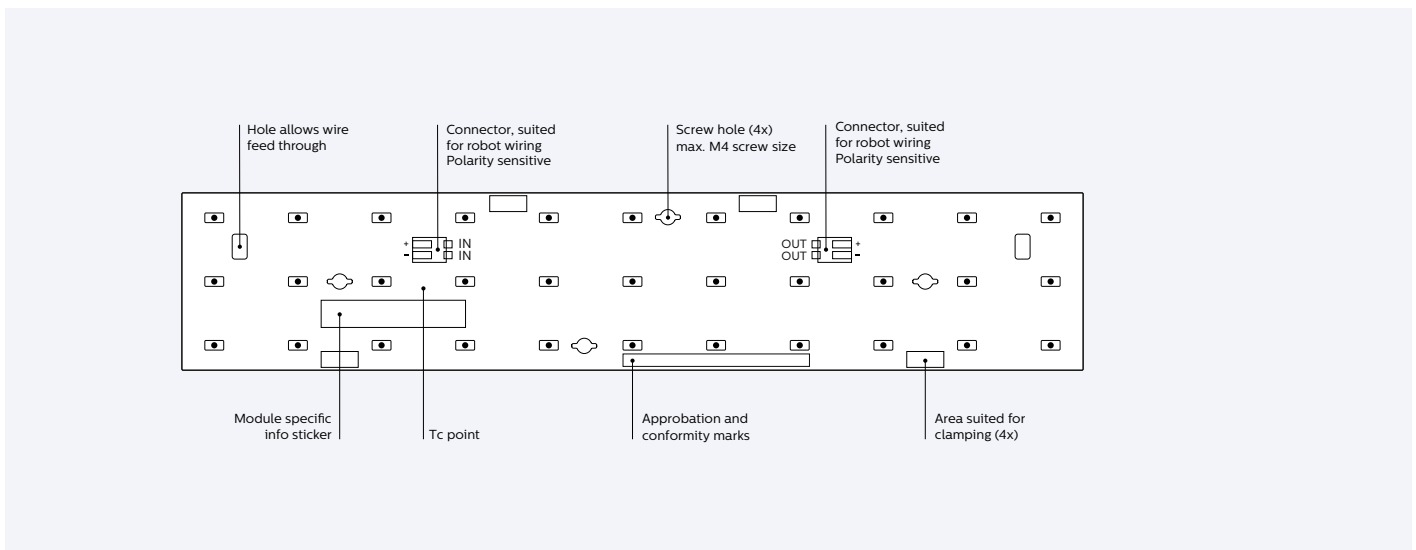 Hole allows wire
feed through
Connector, suited
for robot wiring
Polarity sensitive
Screw hole (4x)
max. M4 screw size
Connector, suited
for robot wiring
Polarity sensitive
+ IN
- IN
OUT +
OUT -
Module specific
info sticker
Tc point
Approbation and
conformity marks
Area suited for
clamping (4x)